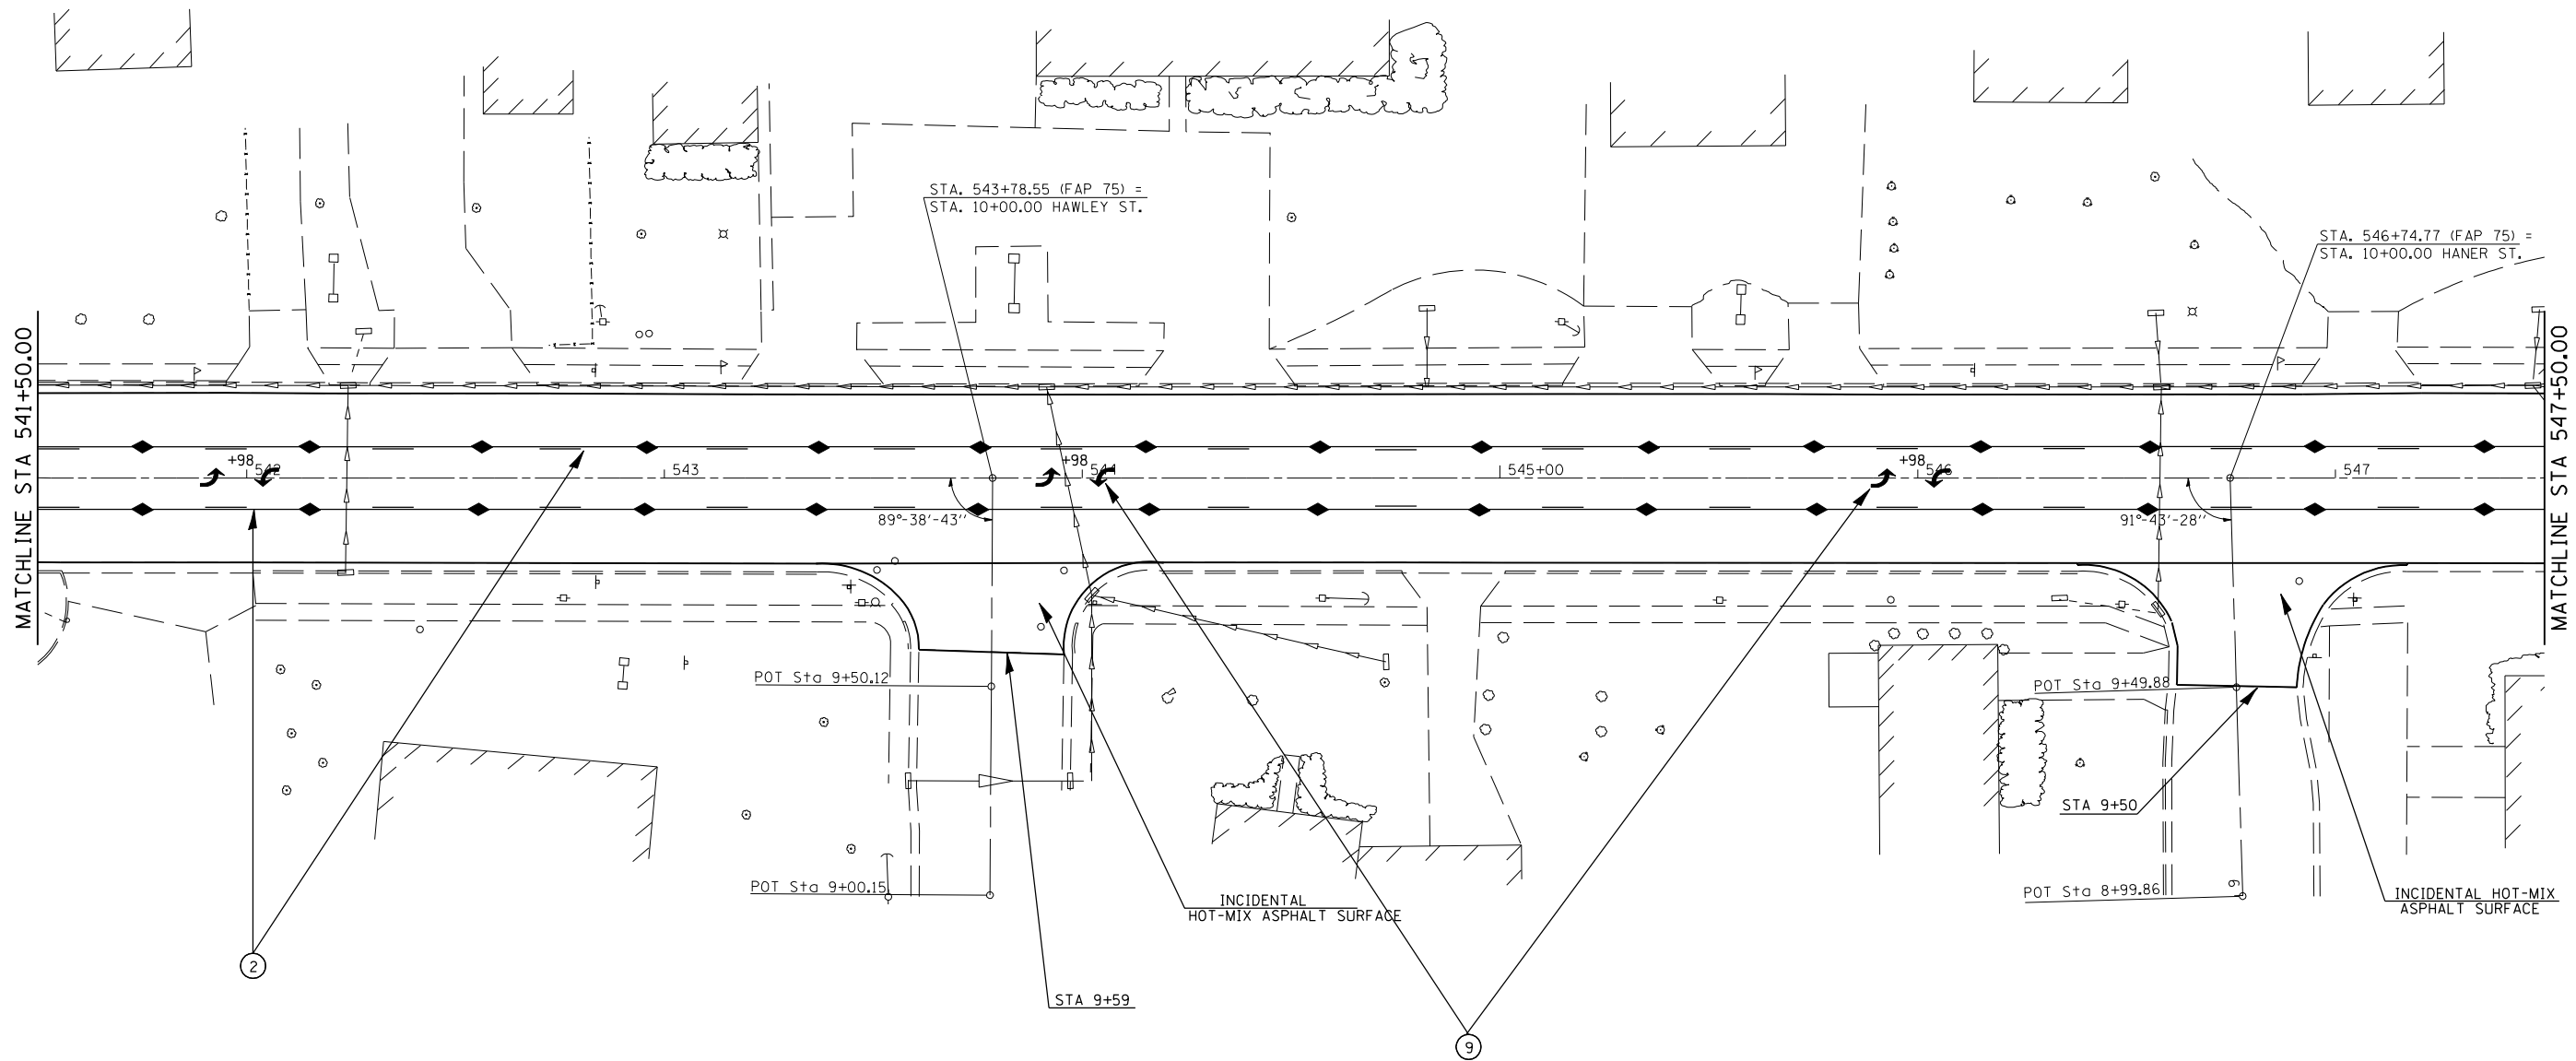 STA. 543+78.55 (FAP 75) =
STA. 10+00.00 HAWLEY ST.
STA. 546+74.77 (FAP 75) =
STA. 10+00.00 HANER ST.
MATCHLINE STA 541+50.00
MATCHLINE STA 547+50.00
+98
542
543
+98
544
545+00
+98
546
547
89°-38'-43''
91°-43'-28''
POT Sta 9+50.12
POT Sta 9+49.88
STA 9+50
POT Sta 9+00.15
POT Sta 8+99.86
9
INCIDENTAL
HOT-MIX ASPHALT SURFACE
INCIDENTAL HOT-MIX
ASPHALT SURFACE
2
STA 9+59
9